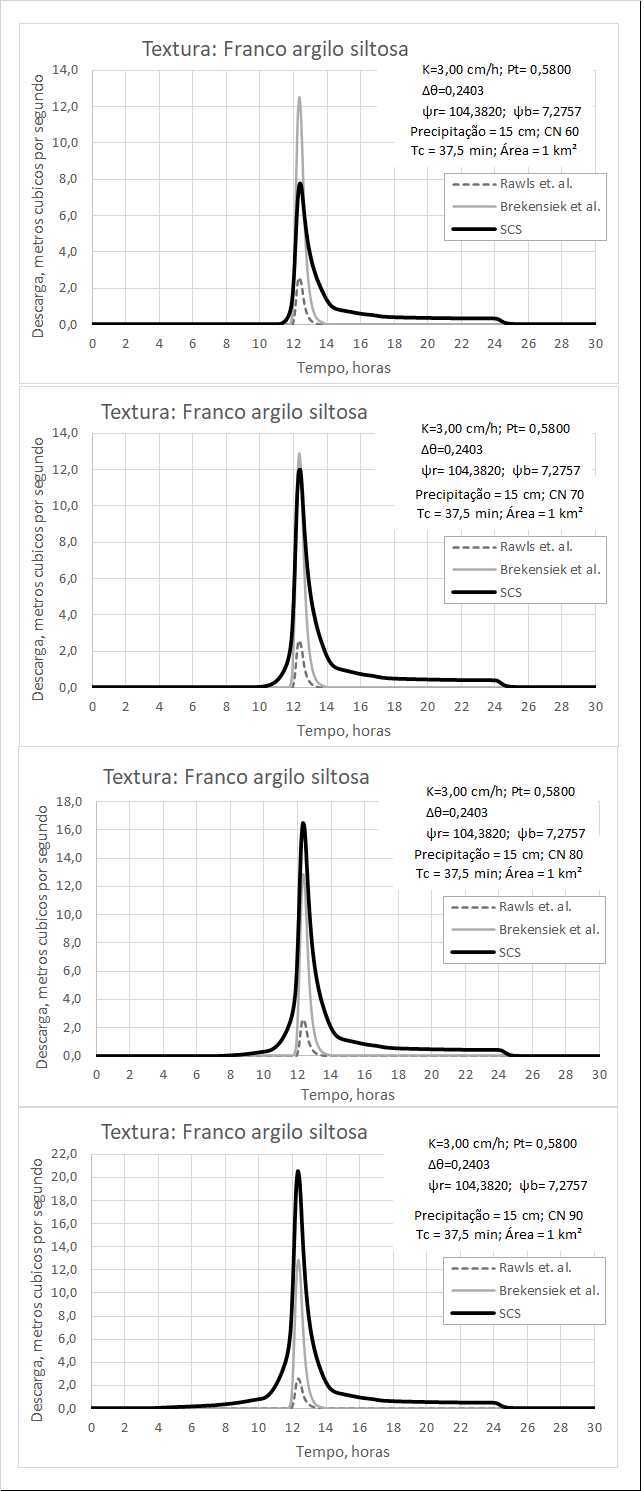 Textura: Franco argilo siltosa
K=3,00 cm/h; Pt= 0,5800
Δθ=0,2403
ψr= 104,3820; ψb= 7,2757
Precipitação = 15 cm; CN 60
Tc = 37,5 min; Área = 1 km²
Rawls et. al.
Brekensiek et al.
SCS
Descarga, metros cubicos por segundo
14,0
12,0
10,0
8,0
6,0
4,0
2,0
0,0
0 2 4 6 8 10 12 14 16 18 20 22 24 26 28 30
Tempo, horas
Textura: Franco argilo siltosa
K=3,00 cm/h; Pt= 0,5800
Δθ=0,2403
ψr= 104,3820; ψb= 7,2757
Precipitação = 15 cm; CN 70
Tc = 37,5 min; Área = 1 km²
Rawls et. al.
Brekensiek et al.
SCS
Descarga, metros cubicos por segundo
14,0
12,0
10,0
8,0
6,0
4,0
2,0
0,0
0 2 4 6 8 10 12 14 16 18 20 22 24 26 28 30
Tempo, horas
Textura: Franco argilo siltosa
K=3,00 cm/h; Pt= 0,5800
Δθ=0,2403
ψr= 104,3820; ψb= 7,2757
Precipitação = 15 cm; CN 80
Tc = 37,5 min; Área = 1 km²
Rawls et. al.
Brekensiek et al.
SCS
Descarga, metros cubicos por segundo
18,0
16,0
14,0
12,0
10,0
8,0
6,0
4,0
2,0
0,0
0 2 4 6 8 10 12 14 16 18 20 22 24 26 28 30
Tempo, horas
Textura: Franco argilo siltosa
K=3,00 cm/h; Pt= 0,5800
Δθ=0,2403
ψr= 104,3820; ψb= 7,2757
Precipitação = 15 cm; CN 90
Tc = 37,5 min; Área = 1 km²
Rawls et. al.
Brekensiek et al.
SCS
Descarga, metros cubicos por segundo
22,0
20,0
18,0
16,0
14,0
12,0
10,0
8,0
6,0
4,0
2,0
0,0
0 2 4 6 8 10 12 14 16 18 20 22 24 26 28 30
Tempo, horas